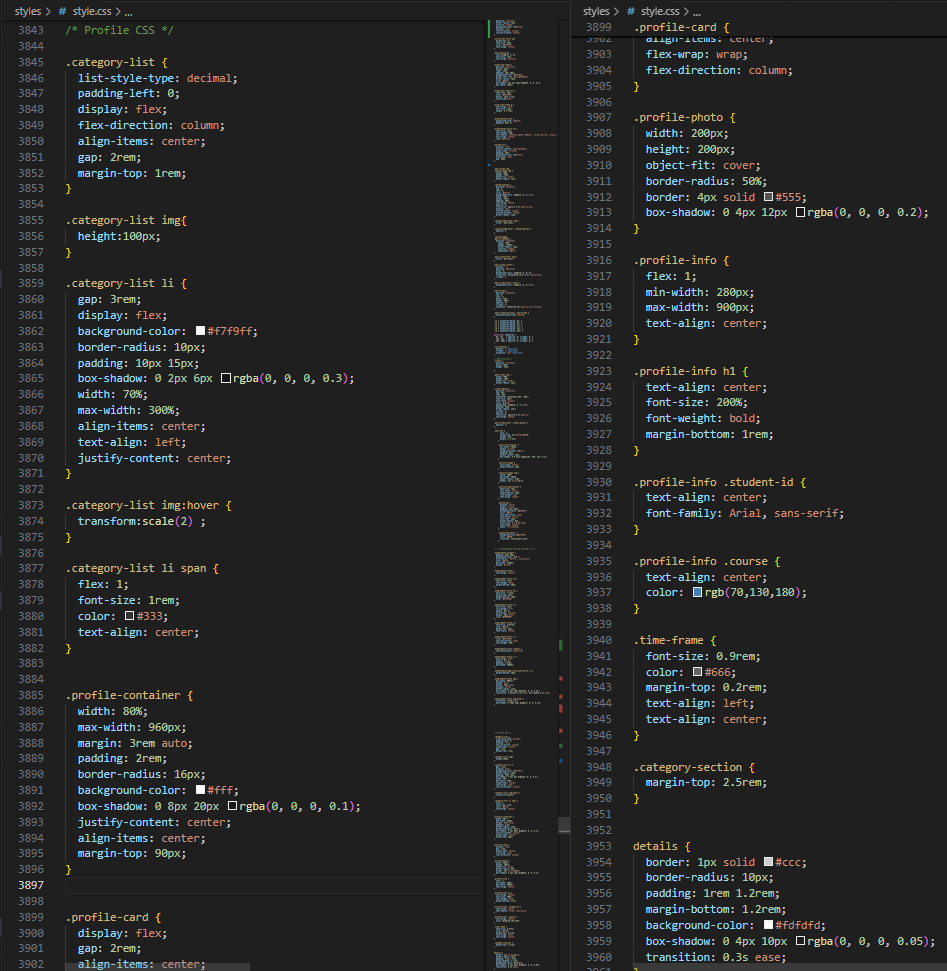 styles > # style.css > ...
3843 /* Profile CSS */
3844
3845 .category-list {
3846 list-style-type: decimal;
3847 padding-left: 0;
3848 display: flex;
3849 flex-direction: column;
3850 align-items: center;
3851 gap: 2rem;
3852 margin-top: 1rem;
3853 }
3854
3855 .category-list img{
3856 height:100px;
3857 }
3858
3859 .category-list li {
3860 gap: 3rem;
3861 display: flex;
3862 background-color: #f7f9ff;
3863 border-radius: 10px;
3864 padding: 10px 15px;
3865 box-shadow: 0 2px 6px rgba(0, 0, 0, 0.3);
3866 width: 70%;
3867 max-width: 300%;
3868 align-items: center;
3869 text-align: left;
3870 justify-content: center;
3871 }
3872
3873 .category-list img:hover {
3874 transform:scale(2) ;
3875 }
3876
3877 .category-list li span {
3878 flex: 1;
3879 font-size: 1rem;
3880 color: #333;
3881 text-align: center;
3882 }
3883
3884
3885 .profile-container {
3886 width: 80%;
3887 max-width: 960px;
3888 margin: 3rem auto;
3889 padding: 2rem;
3890 border-radius: 16px;
3891 background-color: #fff;
3892 box-shadow: 0 8px 20px rgba(0, 0, 0, 0.1);
3893 justify-content: center;
3894 align-items: center;
3895 margin-top: 90px;
3896 }
3897
3898
3899 .profile-card {
3900 display: flex;
3901 gap: 2rem;
3902 align-items: center;
styles > # style.css > ...
3899 .profile-card {
3902 align-items: center;
3903 flex-wrap: wrap;
3904 flex-direction: column;
3905 }
3906
3907 .profile-photo {
3908 width: 200px;
3909 height: 200px;
3910 object-fit: cover;
3911 border-radius: 50%;
3912 border: 4px solid #555;
3913 box-shadow: 0 4px 12px rgba(0, 0, 0, 0.2);
3914 }
3915
3916 .profile-info {
3917 flex: 1;
3918 min-width: 280px;
3919 max-width: 900px;
3920 text-align: center;
3921 }
3922
3923 .profile-info h1 {
3924 text-align: center;
3925 font-size: 200%;
3926 font-weight: bold;
3927 margin-bottom: 1rem;
3928 }
3929
3930 .profile-info .student-id {
3931 text-align: center;
3932 font-family: Arial, sans-serif;
3933 }
3934
3935 .profile-info .course {
3936 text-align: center;
3937 color: rgb(70,130,180);
3938 }
3939
3940 .time-frame {
3941 font-size: 0.9rem;
3942 color: #666;
3943 margin-top: 0.2rem;
3944 text-align: left;
3945 text-align: center;
3946 }
3947
3948 .category-section {
3949 margin-top: 2.5rem;
3950 }
3951
3952
3953 details {
3954 border: 1px solid #ccc;
3955 border-radius: 10px;
3956 padding: 1rem 1.2rem;
3957 margin-bottom: 1.2rem;
3958 background-color: #fdfdfd;
3959 box-shadow: 0 4px 10px rgba(0, 0, 0, 0.05);
3960 transition: 0.3s ease;
3961 }